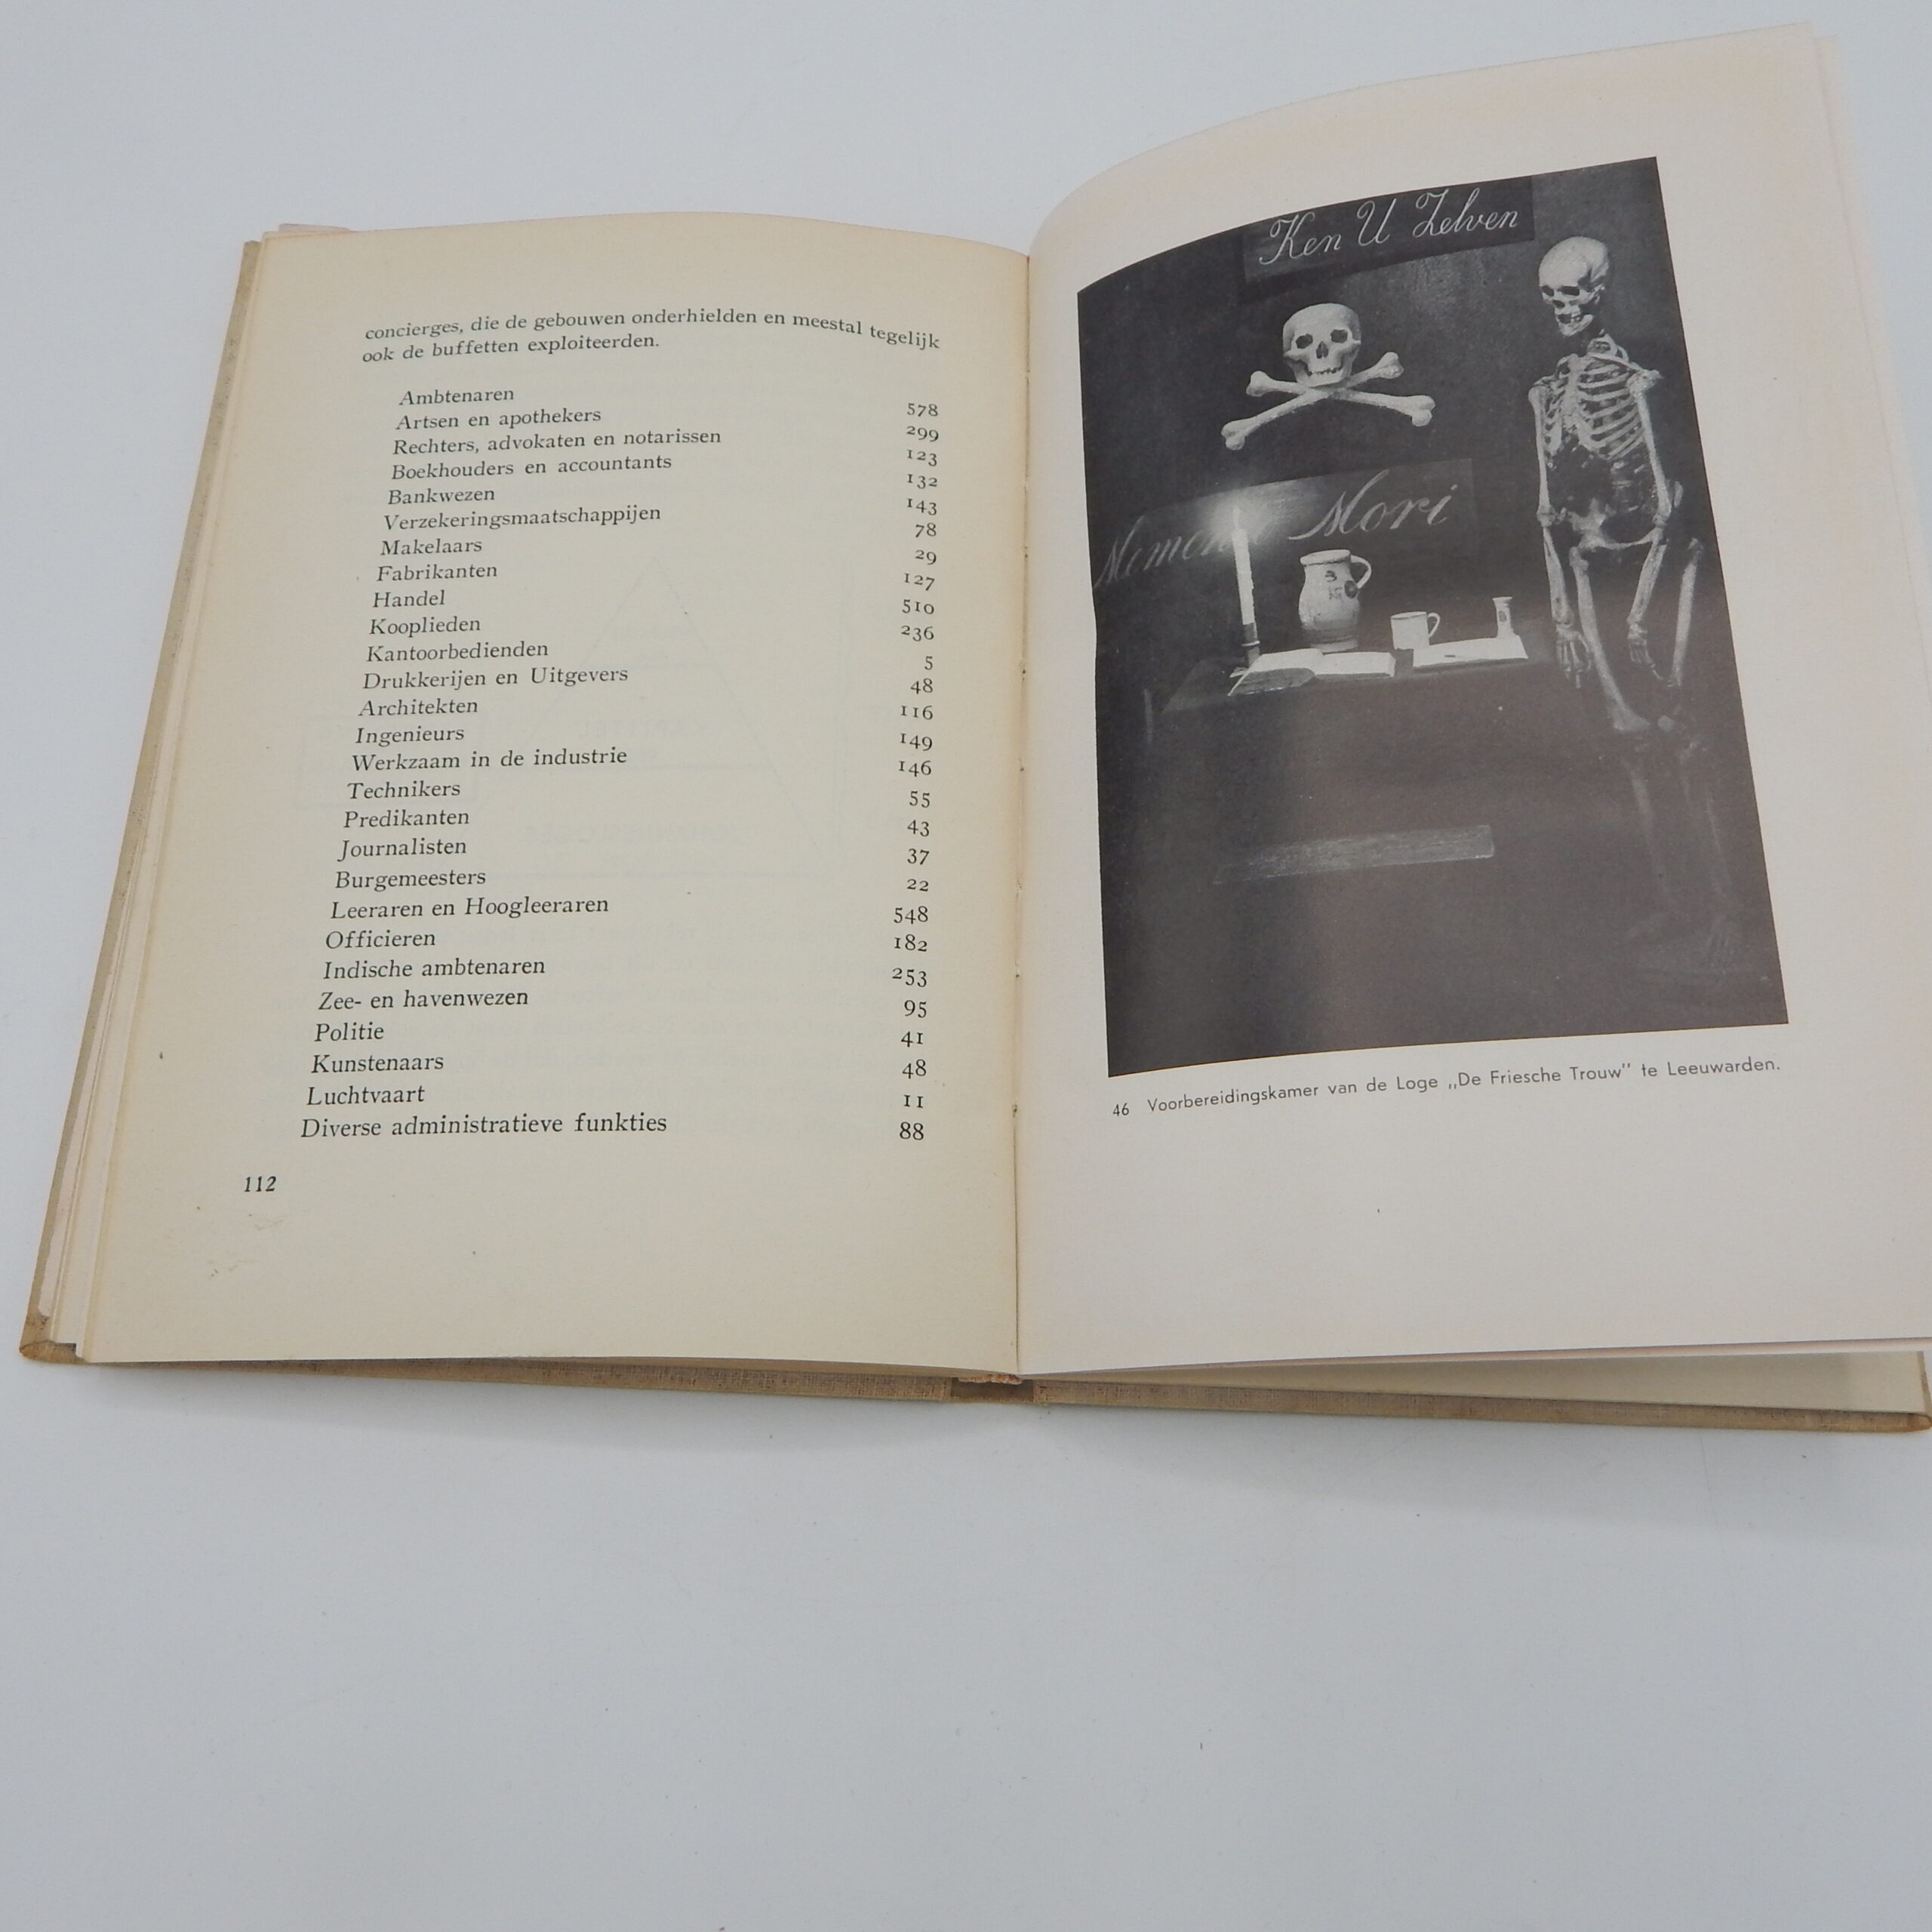 concierges, die de gebouwen onderhielden en meestal tegelijk
ook de buffetten exploiteerden.
Ambtenaren 578
Artsen en apothekers 299
Rechters, advokaten en notarissen 123
Boekhouders en accountants 132
Bankwezen 143
Verzekeringsmaatschappijen 78
Makelaars 29
Fabrikanten 127
Handel 510
Kooplieden 236
Kantoorbedienden 5
Drukkerijen en Uitgevers 48
Architekten 116
Ingenieurs 149
Werkzaam in de industrie 146
Technikers 55
Predikanten 43
Journalisten 37
Burgemeesters 22
Leeraren en Hoogleeraren 548
Officieren 182
Indische ambtenaren 253
Zee- en havenwezen 95
Politie 41
Kunstenaars 48
Luchtvaart 11
Diverse administratieve funkties 88
112
Ken U Zelven
Mori
46 Voorbereidingskamer van de Loge „De Friesche Trouw" te Leeuwarden.